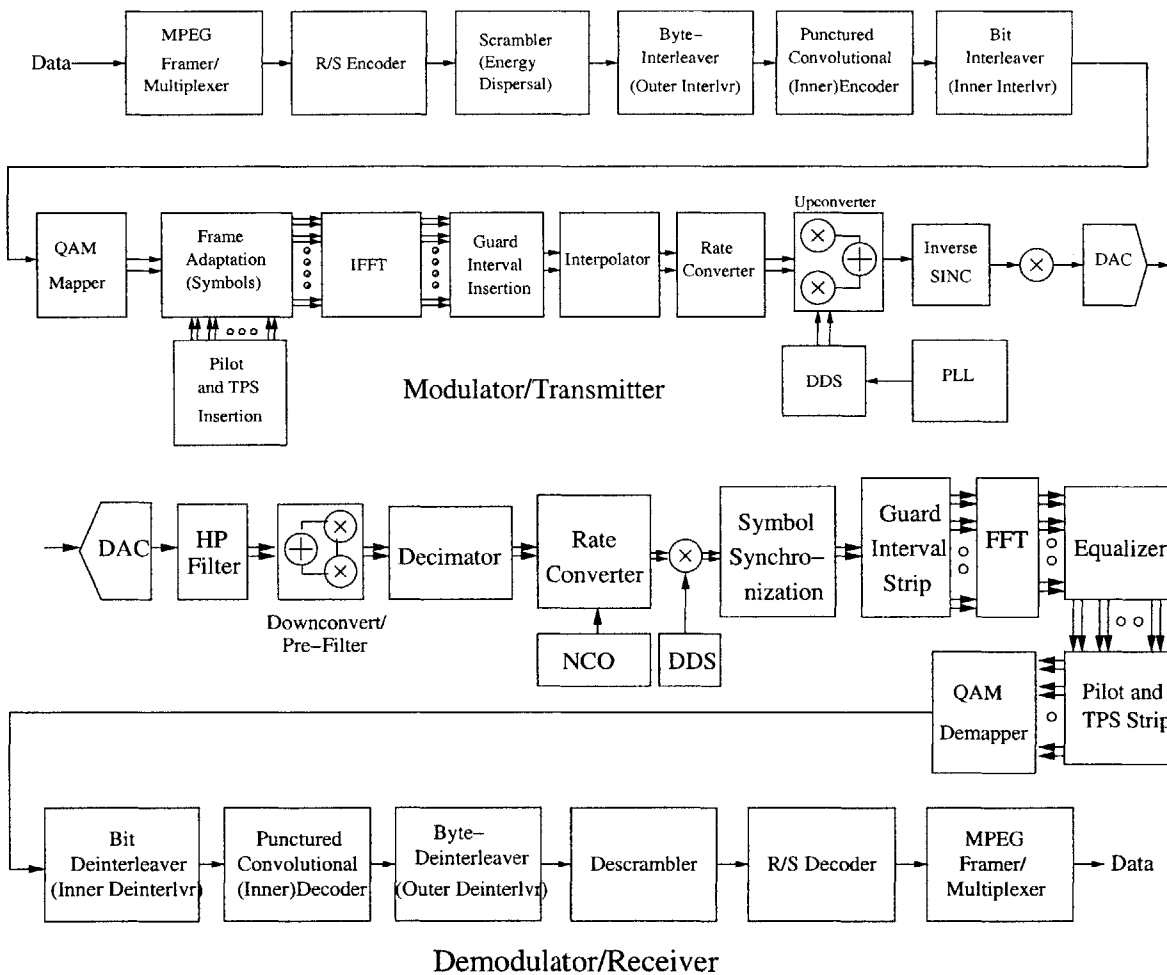 Data
MPEG
Framer/
Multiplexer
R/S Encoder
Scrambler
(Energy
Dispersal)
Byte-
Interleaver
(Outer Interlvr)
Punctured
Convolutional
(Inner)Encoder
Bit
Interleaver
(Inner Interlvr)
QAM
Mapper
Frame
Adaptation
(Symbols)
IFFT
Guard
Interval
Insertion
Interpolator
Rate
Converter
Upconverter
Inverse
SINC
DAC
Pilot
and TPS
Insertion
DDS
PLL
Modulator/Transmitter
DAC
HP
Filter
Downconvert/
Pre-Filter
Decimator
Rate
Converter
NCO
DDS
Symbol
Synchro-
nization
Guard
Interval
Strip
FFT
Equalizer
QAM
Demapper
Pilot and
TPS Strip
Bit
Deinterleaver
(Inner Deinterlvr)
Punctured
Convolutional
(Inner)Decoder
Byte-
Deinterleaver
(Outer Deinterlvr)
Descrambler
R/S Decoder
MPEG
Framer/
Multiplexer
Data
Demodulator/Receiver